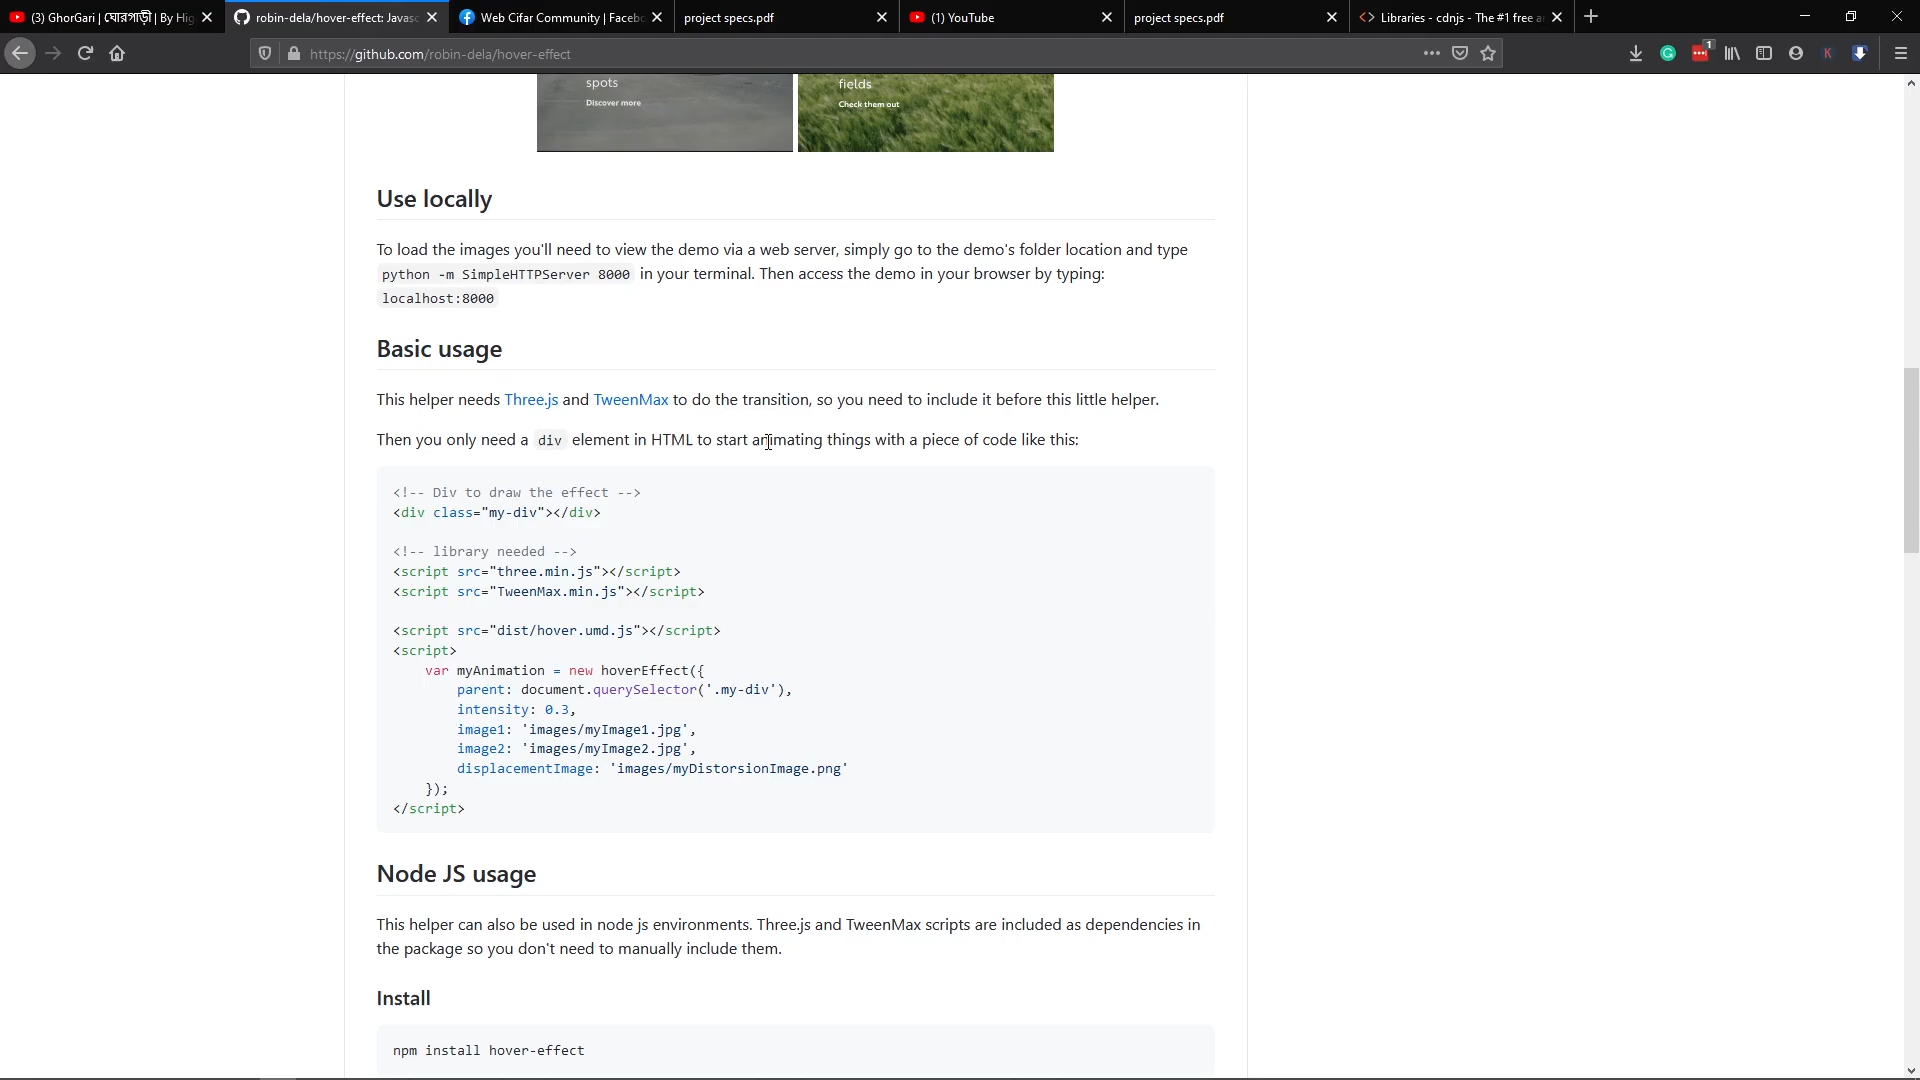 (3) GhorGari | ঘোরগাড়ী | By Hig
robin-dela/hover-effect: Javasc
Web Cifar Community | Facebo
project specs.pdf
(1) YouTube
project specs.pdf
Libraries - cdnjs - The #1 free a
https://github.com/robin-dela/hover-effect
1
K
spots
Discover more
fields
Check them out
Use locally
To load the images you'll need to view the demo via a web server, simply go to the demo's folder location and type
python -m SimpleHTTPServer 8000 in your terminal. Then access the demo in your browser by typing:
localhost:8000
Basic usage
This helper needs Three.js and TweenMax to do the transition, so you need to include it before this little helper.
Then you only need a div element in HTML to start animating things with a piece of code like this:
<!-- Div to draw the effect -->
<div class="my-div"></div>
<!-- library needed -->
<script src="three.min.js"></script>
<script src="TweenMax.min.js"></script>
<script src="dist/hover.umd.js"></script>
<script>
var myAnimation = new hoverEffect({
parent: document.querySelector('.my-div'),
intensity: 0.3,
image1: 'images/myImage1.jpg',
image2: 'images/myImage2.jpg',
displacementImage: 'images/myDistorsionImage.png'
});
</script>
Node JS usage
This helper can also be used in node js environments. Three.js and TweenMax scripts are included as dependencies in
the package so you don't need to manually include them.
Install
npm install hover-effect